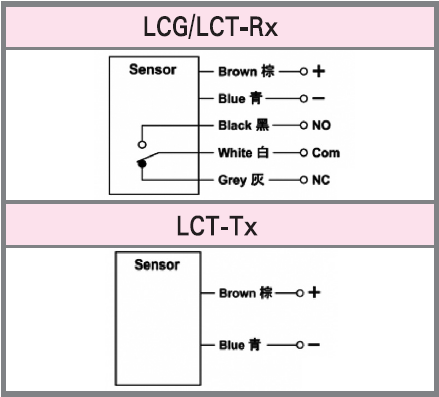 LCG/LCT-Rx
Sensor
Brown 棕 +
Blue 青 −
Black 黑 NO
White 白 Com
Grey 灰 NC
LCT-Tx
Sensor
Brown 棕 +
Blue 青 −